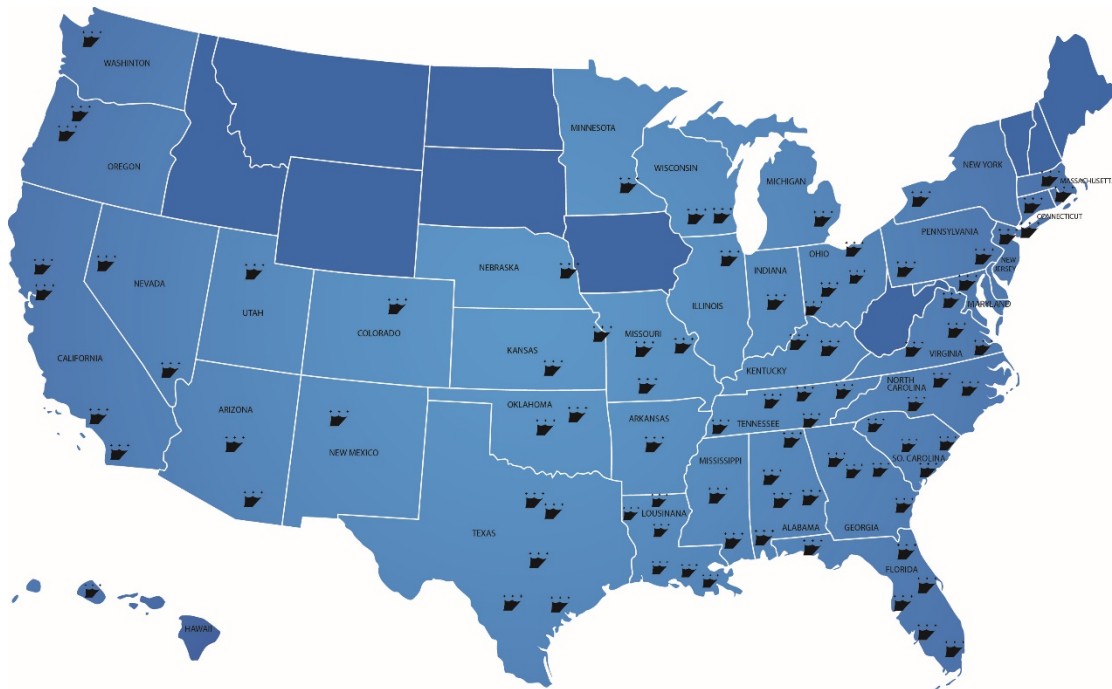 WASHINTON
MINNESOTA
OREGON
WISCONSIN
MICHIGAN
NEW YORK
MASSACHUSETT
CONNECTICUT
PENNSYLVANIA
NEBRASKA
INDIANA
OHIO
NEW
JERSEY
NEVADA
UTAH
COLORADO
ILLINOIS
MARYLAND
MISSOURI
KANSAS
CALIFORNIA
VIRGINIA
KENTUCKY
NORTH
CAROLINA
ARIZONA
OKLAHOMA
ARKANSAS
TENNESSEE
NEW MEXICO
MISSISSIPPI
SO. CAROLINA
LOUSINANA
TEXAS
ALABAMA
GEORGIA
FLORIDA
HAWAII